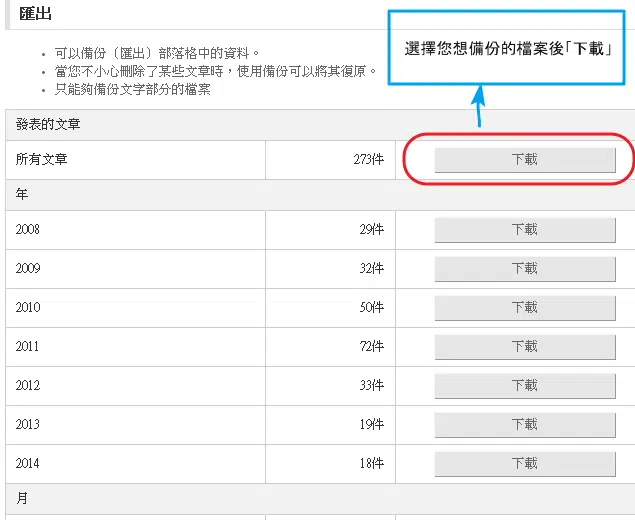 匯出
選擇您想備份的檔案後「下載」
• 可以備份〔匯出〕部落格中的資料。
• 當您不小心刪除了某些文章時，使用備份可以將其復原。
• 只能夠備份文字部分的檔案
發表的文章
所有文章 273件 下載
年
2008 29件 下載
2009 32件 下載
2010 50件 下載
2011 72件 下載
2012 33件 下載
2013 19件 下載
2014 18件 下載
月